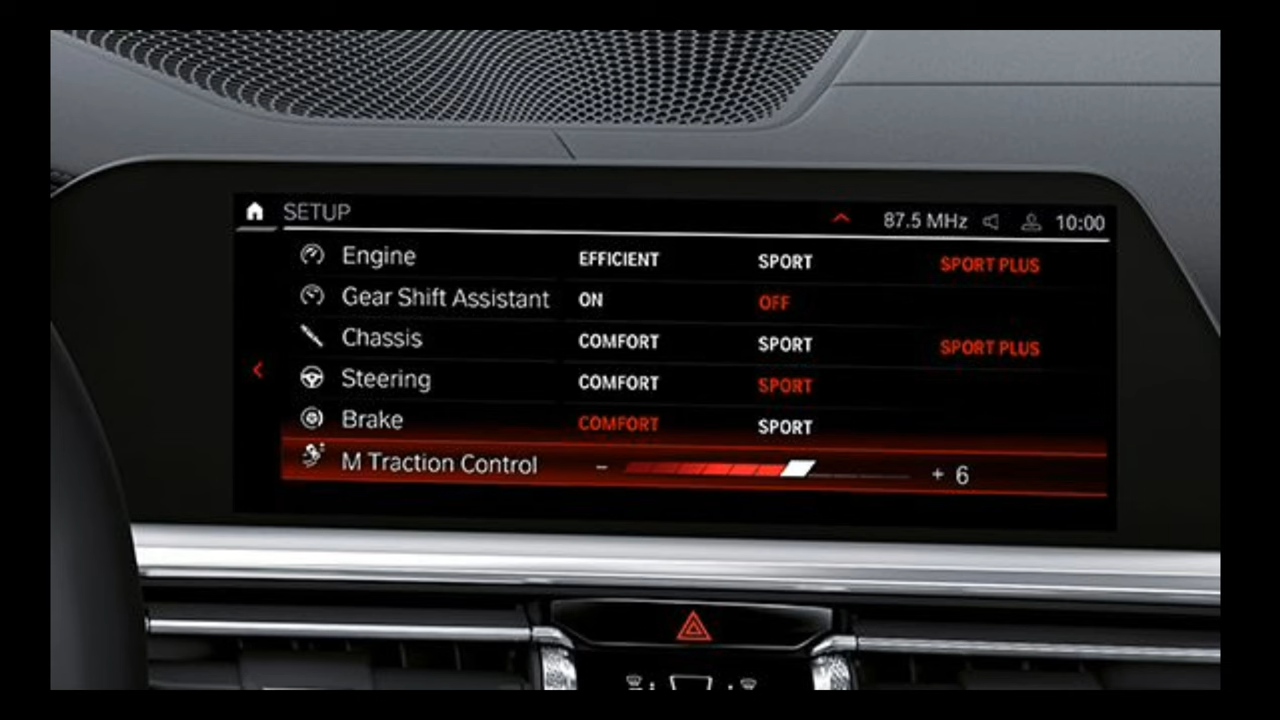 SETUP 87.5 MHz 10:00
Engine EFFICIENT SPORT SPORT PLUS
Gear Shift Assistant ON OFF
Chassis COMFORT SPORT SPORT PLUS
Steering COMFORT SPORT
Brake COMFORT SPORT
M Traction Control - + 6